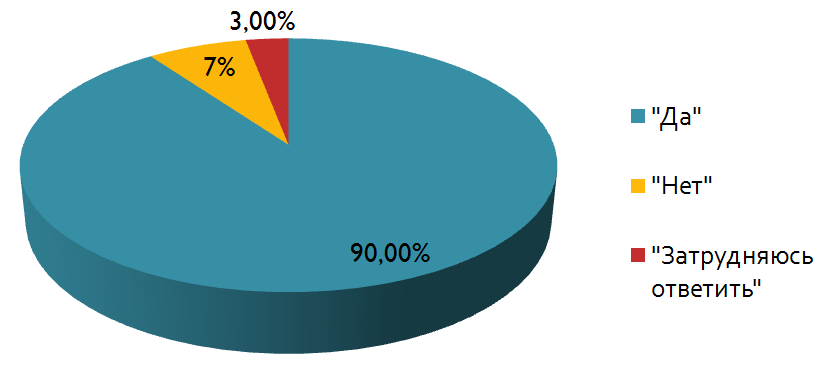 3,00%
7%
90,00%
"Да"
"Нет"
"Затрудняюсь
ответить"